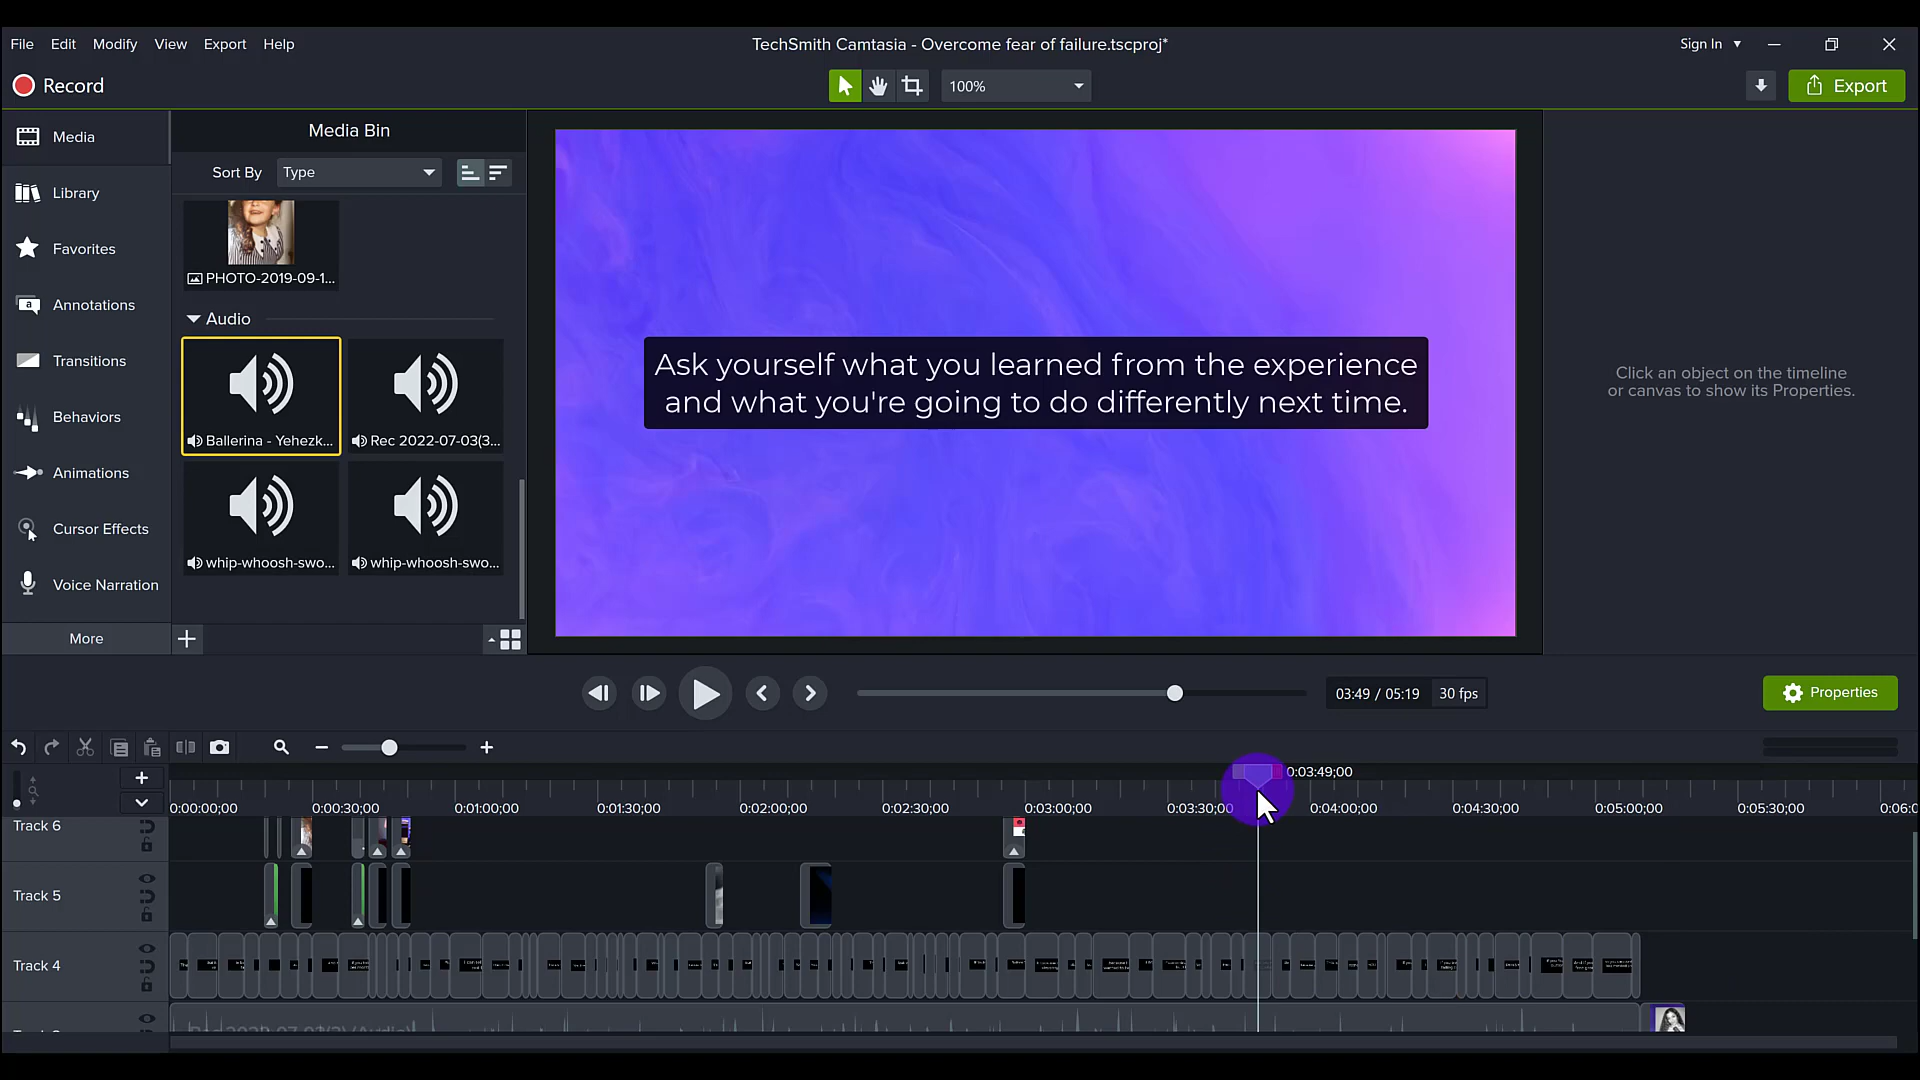 File Edit Modify View Export Help
TechSmith Camtasia - Overcome fear of failure.tscproj*
Sign In
Record
100%
Export
Media
Library
Favorites
Annotations
Transitions
Behaviors
Animations
Cursor Effects
Voice Narration
More
Media Bin
Sort By Type
PHOTO-2019-09-1...
Audio
Ballerina - Yehezk...
Rec 2022-07-03(3...
whip-whoosh-swo...
whip-whoosh-swo...
Ask yourself what you learned from the experience
and what you're going to do differently next time.
Click an object on the timeline
or canvas to show its Properties.
03:49 / 05:19 30 fps
Properties
0:03:49;00
0:00:00;00 0:00:30;00 0:01:00;00 0:01:30;00 0:02:00;00 0:02:30;00 0:03:00;00 0:03:30;00 0:04:00;00 0:04:30;00 0:05:00;00 0:05:30;00 0:06:0
Track 6
Track 5
Track 4